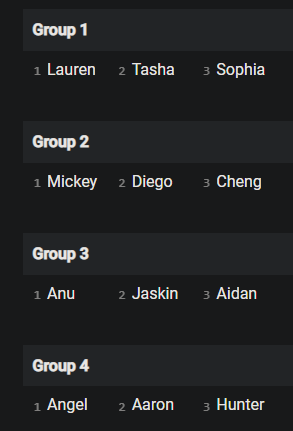 Group 1
1 Lauren 2 Tasha 3 Sophia
Group 2
1 Mickey 2 Diego 3 Cheng
Group 3
1 Anu 2 Jaskin 3 Aidan
Group 4
1 Angel 2 Aaron 3 Hunter